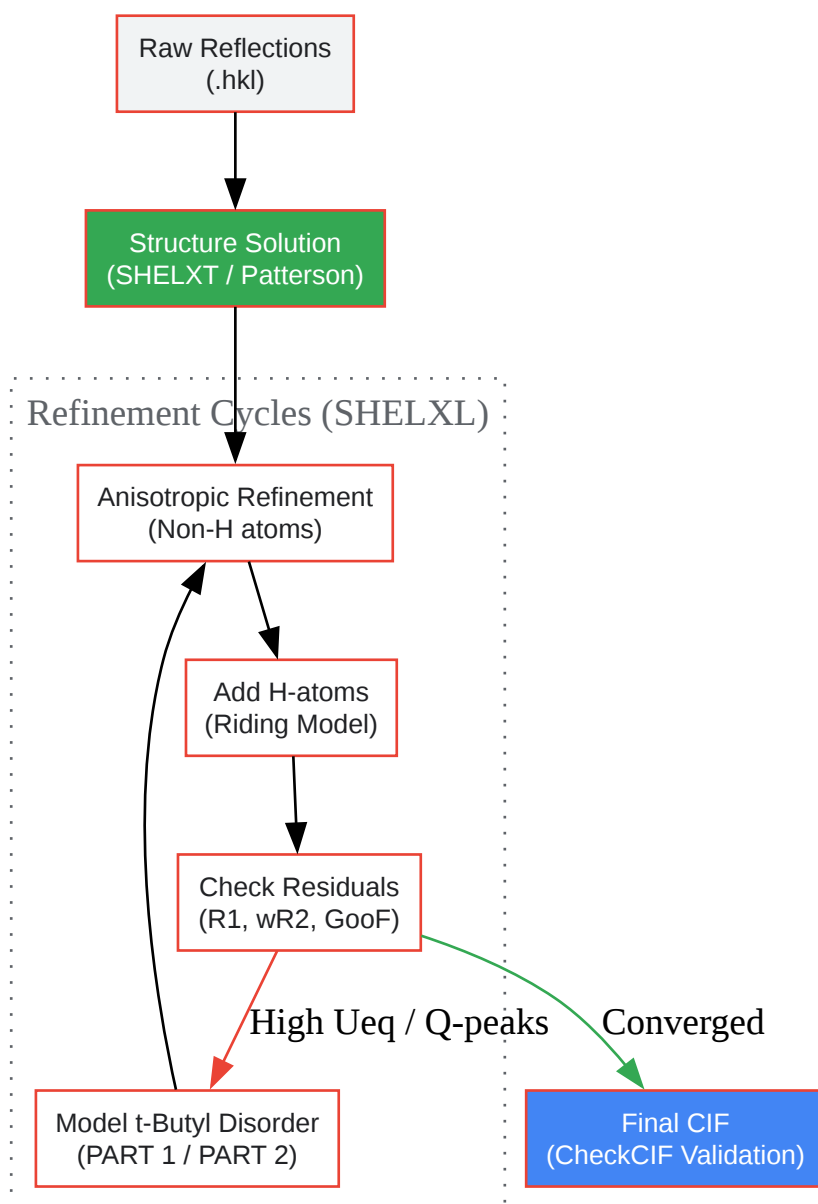 Raw Reflections
(.hkl)
Structure Solution
(SHELXT / Patterson)
Refinement Cycles (SHELXL)
Anisotropic Refinement
(Non-H atoms)
Add H-atoms
(Riding Model)
Check Residuals
(R1, wR2, GooF)
High Ueq / Q-peaks
Converged
Model t-Butyl Disorder
(PART 1 / PART 2)
Final CIF
(CheckCIF Validation)